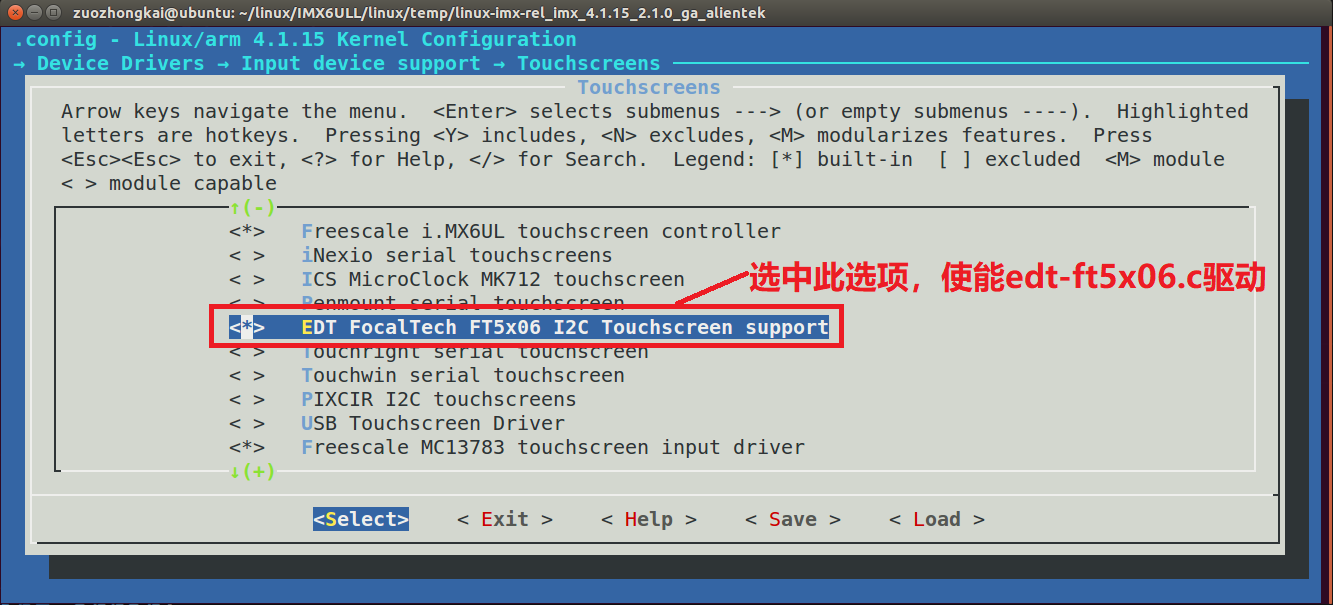 zuozhongkai@ubuntu: ~/linux/IMX6ULL/linux/temp/linux-imx-rel_imx_4.1.15_2.1.0_ga_alientek
.config - Linux/arm 4.1.15 Kernel Configuration
→ Device Drivers → Input device support → Touchscreens
Touchscreens
Arrow keys navigate the menu.  <Enter> selects submenus ---> (or empty submenus ----).  Highlighted
letters are hotkeys.  Pressing <Y> includes, <N> excludes, <M> modularizes features.  Press
<Esc><Esc> to exit, <?> for Help, </> for Search.  Legend: [*] built-in  [ ] excluded  <M> module
< > module capable
↑(-)
<*>   Freescale i.MX6UL touchscreen controller
< >   iNexio serial touchscreens
< >   ICS MicroClock MK712 touchscreen
选中此选项，使能edt-ft5x06.c驱动
< >   Penmount serial touchscreen
<*>   EDT FocalTech FT5x06 I2C Touchscreen support
< >   Touchright serial touchscreen
< >   Touchwin serial touchscreen
< >   PIXCIR I2C touchscreens
< >   USB Touchscreen Driver
<*>   Freescale MC13783 touchscreen input driver
↓(+)
<Select>    < Exit >    < Help >    < Save >    < Load >